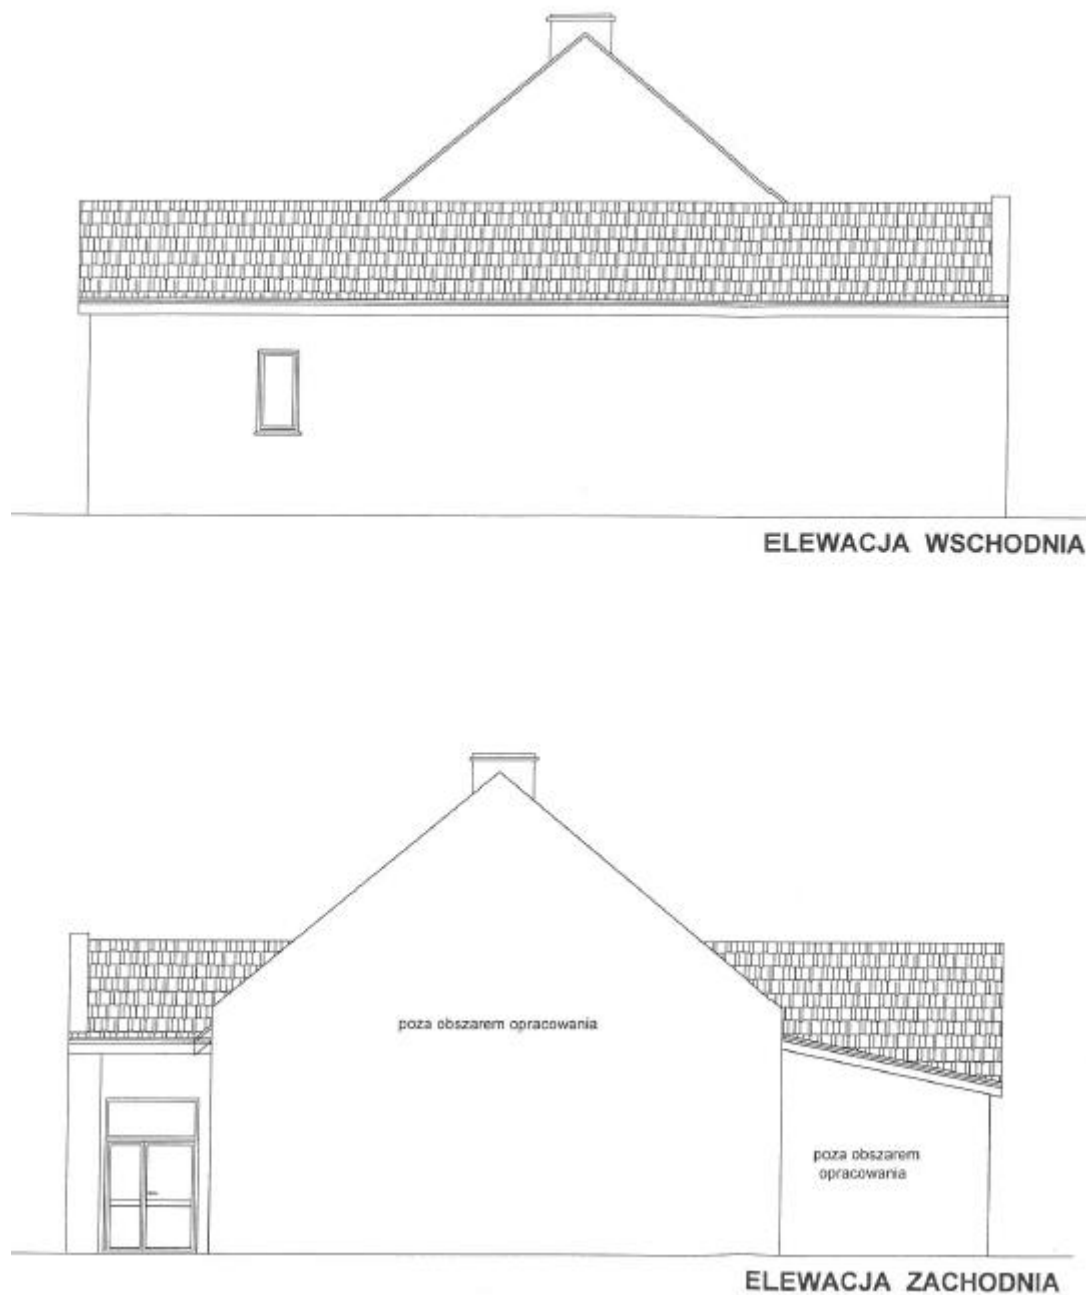 ELEWACJA WSCHODNIA
poza obszarem opracowania
poza obszarem
opracowania
ELEWACJA ZACHODNIA